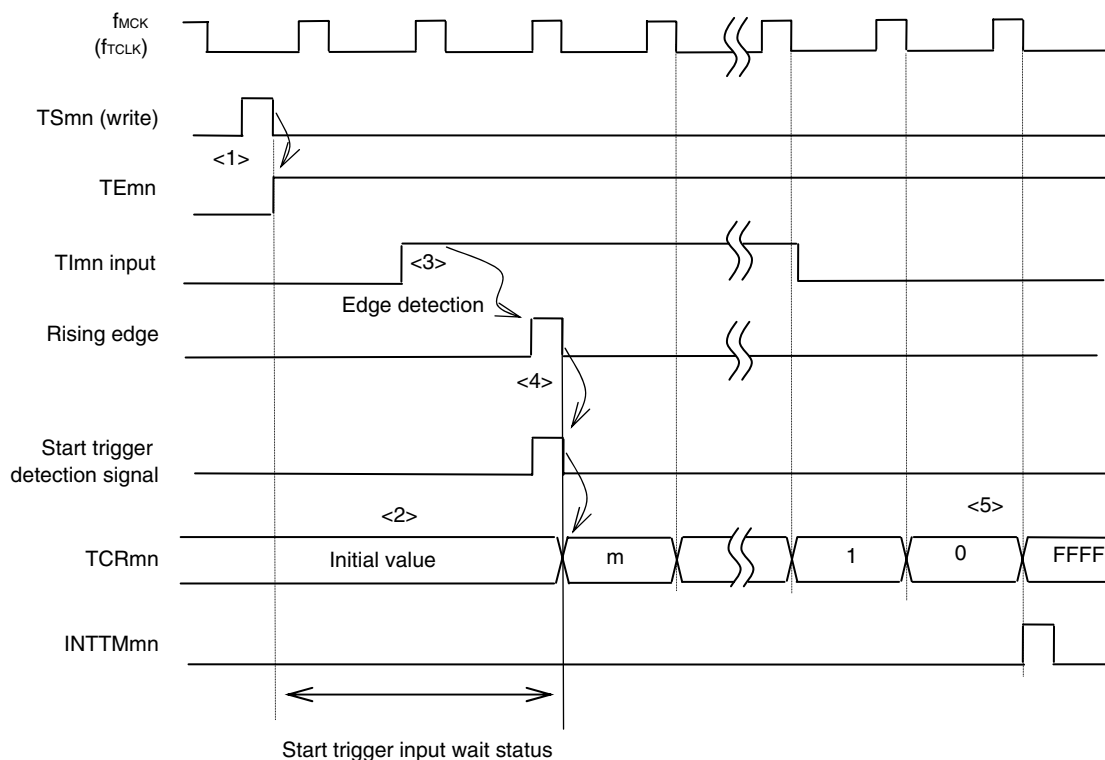 fMCK
(fTCLK)
TSmn (write)
<1>
TEmn
TImn input
<3>
Edge detection
Rising edge
<4>
Start trigger
detection signal
<2>
<5>
TCRmn
Initial value
m
1
0
FFFF
INTTMmn
Start trigger input wait status